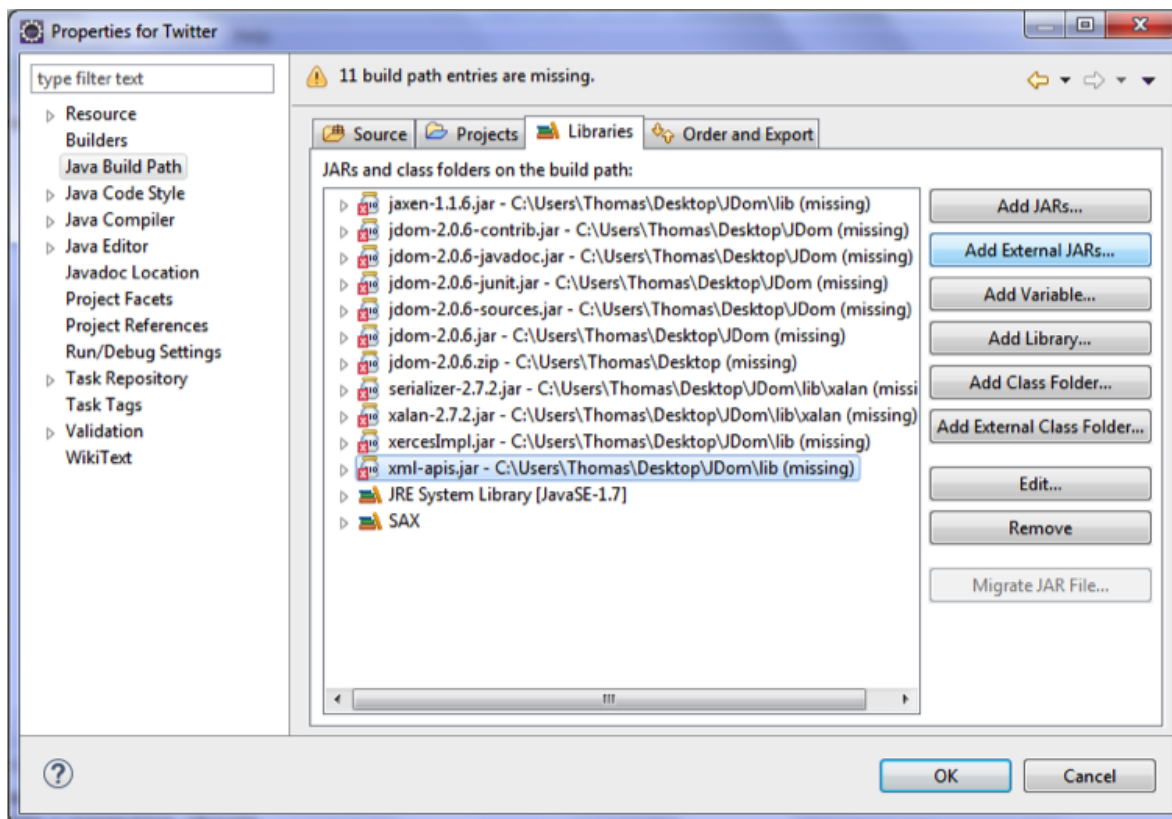 Properties for Twitter
type filter text
Resource
Builders
Java Build Path
Java Code Style
Java Compiler
Java Editor
Javadoc Location
Project Facets
Project References
Run/Debug Settings
Task Repository
Task Tags
Validation
WikiText
11 build path entries are missing.
Source Projects Libraries Order and Export
JARs and class folders on the build path:
jaxen-1.1.6.jar - C:\Users\Thomas\Desktop\JDom\lib (missing)
jdom-2.0.6-contrib.jar - C:\Users\Thomas\Desktop\JDom (missing)
jdom-2.0.6-javadoc.jar - C:\Users\Thomas\Desktop\JDom (missing)
jdom-2.0.6-junit.jar - C:\Users\Thomas\Desktop\JDom (missing)
jdom-2.0.6-sources.jar - C:\Users\Thomas\Desktop\JDom (missing)
jdom-2.0.6.jar - C:\Users\Thomas\Desktop\JDom (missing)
jdom-2.0.6.zip - C:\Users\Thomas\Desktop (missing)
serializer-2.7.2.jar - C:\Users\Thomas\Desktop\JDom\lib\xalan (missi
xalan-2.7.2.jar - C:\Users\Thomas\Desktop\JDom\lib\xalan (missing)
xercesImpl.jar - C:\Users\Thomas\Desktop\JDom\lib (missing)
xml-apis.jar - C:\Users\Thomas\Desktop\JDom\lib (missing)
JRE System Library [JavaSE-1.7]
SAX
Add JARs...
Add External JARs...
Add Variable...
Add Library...
Add Class Folder...
Add External Class Folder...
Edit...
Remove
Migrate JAR File...
OK Cancel